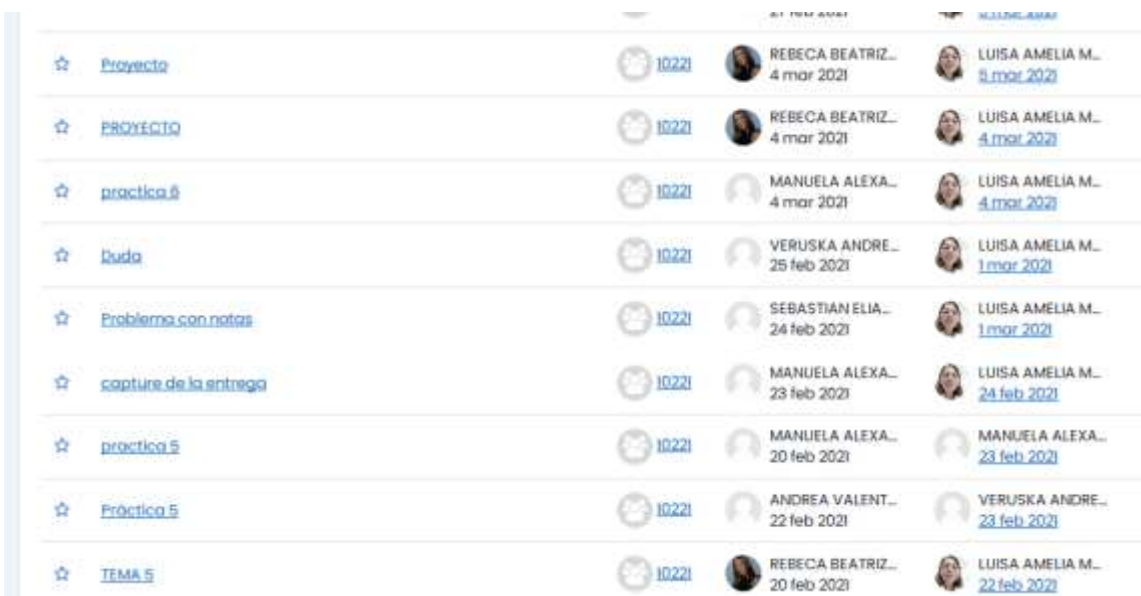 27 feb 2021 5 mar 2021
Proyecto 10221 REBECA BEATRIZ... LUISA AMELIA M...
4 mar 2021 5 mar 2021
PROYECTO 10221 REBECA BEATRIZ... LUISA AMELIA M...
4 mar 2021 4 mar 2021
practica 6 10221 MANUELA ALEXA... LUISA AMELIA M...
4 mar 2021 4 mar 2021
Duda 10221 VERUSKA ANDRE... LUISA AMELIA M...
25 feb 2021 1 mar 2021
Problema con notas 10221 SEBASTIAN ELIA... LUISA AMELIA M...
24 feb 2021 1 mar 2021
capture de la entrega 10221 MANUELA ALEXA... LUISA AMELIA M...
23 feb 2021 24 feb 2021
practica 5 10221 MANUELA ALEXA... MANUELA ALEXA...
20 feb 2021 23 feb 2021
Práctica 5 10221 ANDREA VALENT... VERUSKA ANDRE...
22 feb 2021 23 feb 2021
TEMA 5 10221 REBECA BEATRIZ... LUISA AMELIA M...
20 feb 2021 22 feb 2021